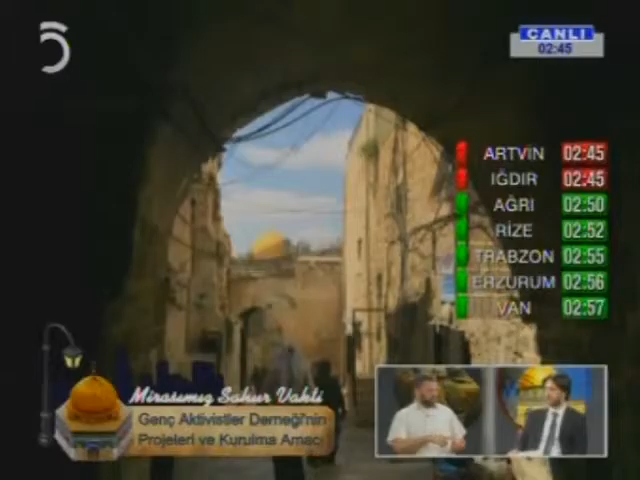 5
CANLI
02:45
ARTVİN 02:45
IĞDIR 02:45
AĞRI 02:50
RİZE 02:52
TRABZON 02:55
ERZURUM 02:56
VAN 02:57
Mirasımız Sahur Vakti
Genç Aktivistler Derneği'nin
Projeleri ve Kurulma Amacı